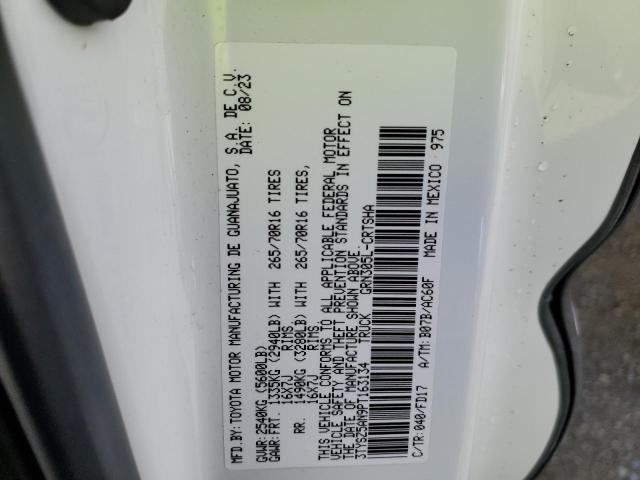 MFD.BY: TOYOTA MOTOR MANUFACTURING DE GUANAJUATO, S.A. DE C.V.
DATE: 08/23
GVWR: 2540KG (5600LB)
GAWR: FRT. 1335KG (2940LB) WITH 265/70R16 TIRES
16X7J RIMS,
RR. 1490KG (3280LB) WITH 265/70R16 TIRES,
16X7J RIMS,
THIS VEHICLE CONFORMS TO ALL APPLICABLE FEDERAL MOTOR
VEHICLE SAFETY AND THEFT PREVENTION STANDARDS IN EFFECT ON
THE DATE OF MANUFACTURE SHOWN ABOVE.
3TYSZ5AN9PT163134 TRUCK GRN305L-CRTSHA
C/TR: 040/FD17 A/TM: B07B/AC60F MADE IN MEXICO 975